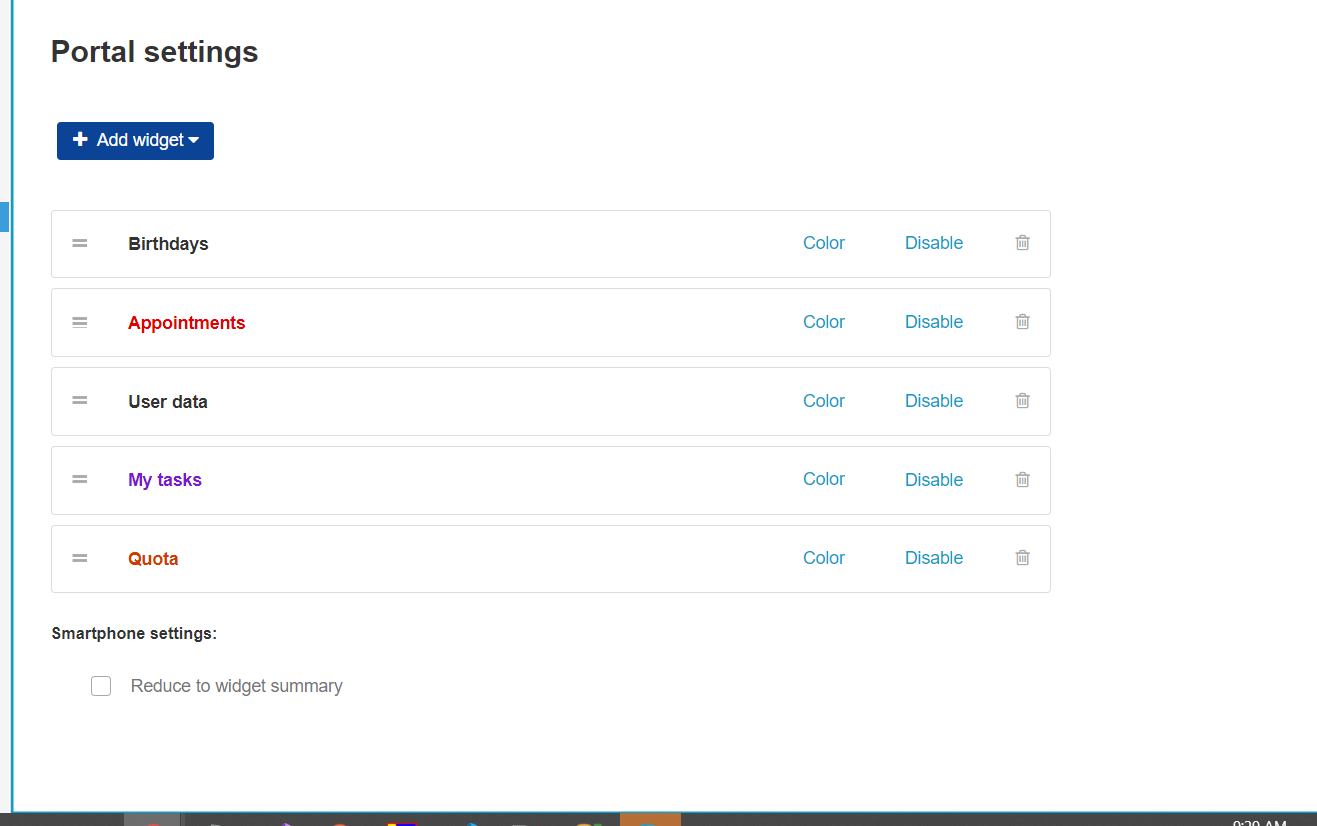 Portal settings
Add widget
Birthdays Color Disable
Appointments Color Disable
User data Color Disable
My tasks Color Disable
Quota Color Disable
Smartphone settings:
Reduce to widget summary